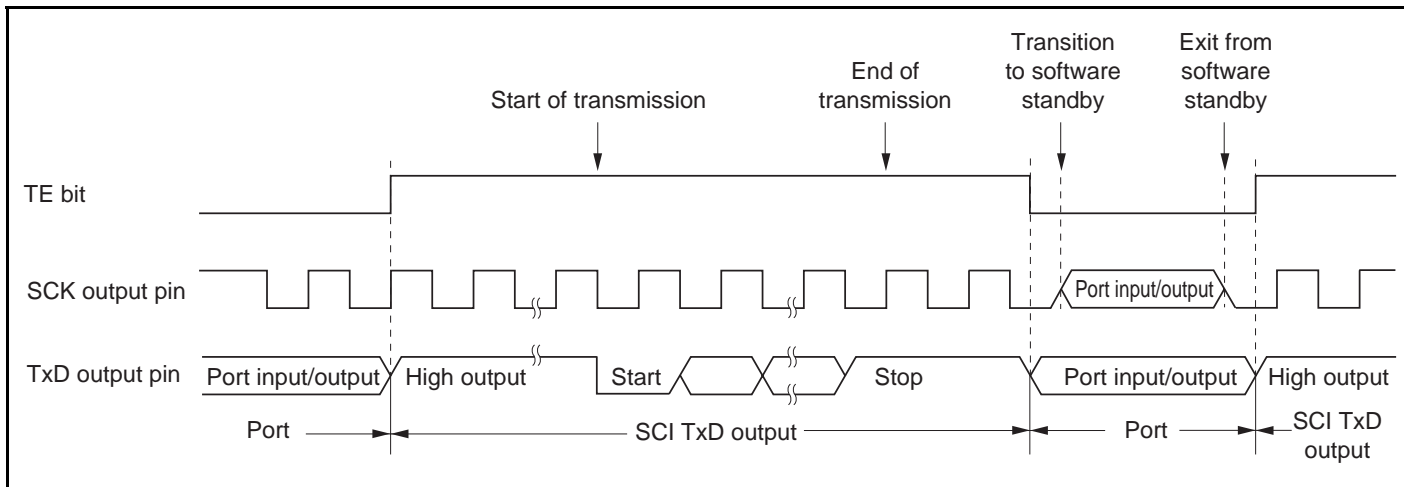 Transition
to software
standby
Exit from
software
standby
End of
transmission
Start of transmission
TE bit
SCK output pin
Port input/output
TxD output pin
Port input/output
High output
Start
Stop
Port input/output
High output
Port
SCI TxD output
Port
SCI TxD
output